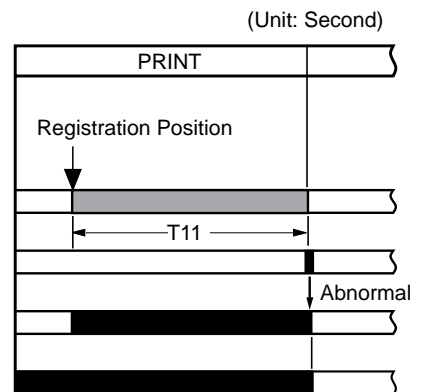 (Unit: Second)
PRINT
Registration Position
T11
Abnormal